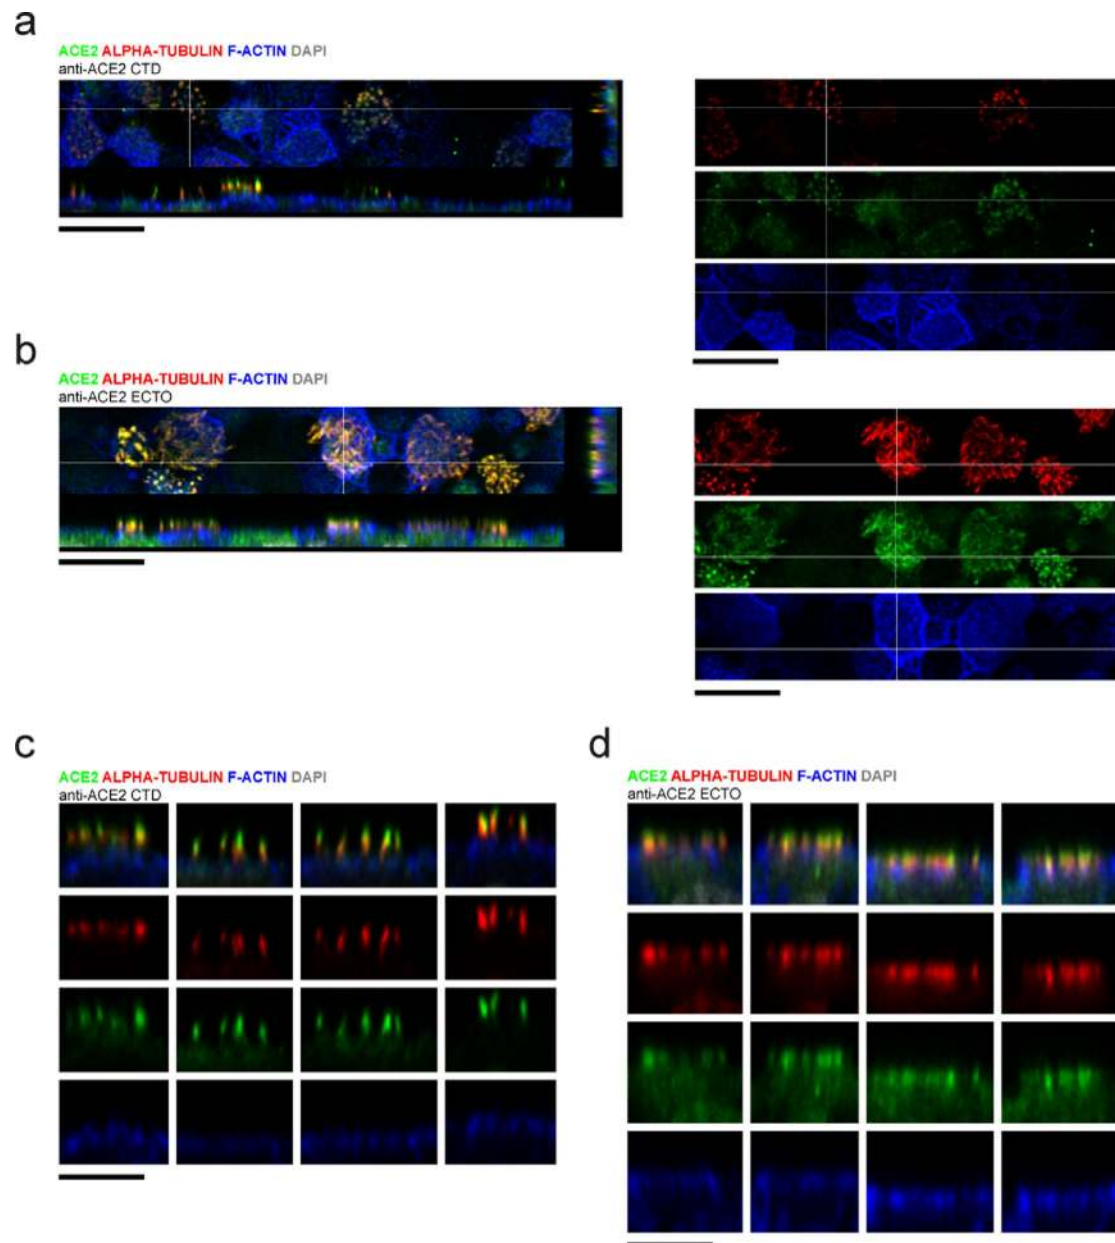 a
ACE2 ALPHA-TUBULIN F-ACTIN DAPI
anti-ACE2 CTD
b
ACE2 ALPHA-TUBULIN F-ACTIN DAPI
anti-ACE2 ECTO
c
ACE2 ALPHA-TUBULIN F-ACTIN DAPI
anti-ACE2 CTD
d
ACE2 ALPHA-TUBULIN F-ACTIN DAPI
anti-ACE2 ECTO